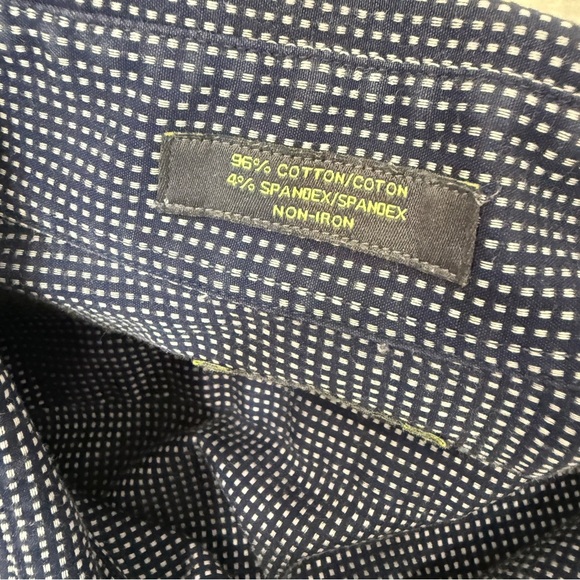 96% COTTON/COTON
4% SPANDEX/SPANDEX
NON-IRON